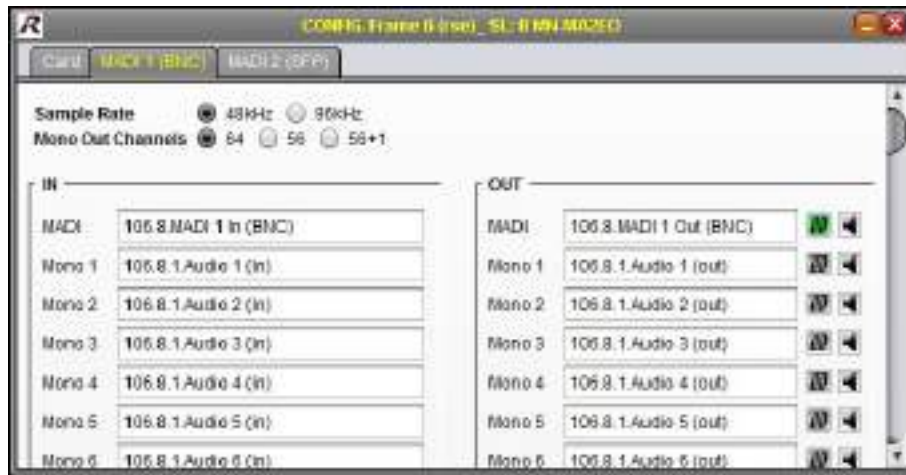 R
CONFIG. Frame 6 (rse)_ SL: 8 MN-MA2EO
Card MADI 1 (BNC) MADI 2 (SFP)
Sample Rate 48kHz 96kHz
Mono Out Channels 64 56 56+1
IN OUT
MADI 106.8.MADI 1 In (BNC) MADI 106.8.MADI 1 Out (BNC)
Mono 1 106.8.1.Audio 1 (in) Mono 1 106.8.1.Audio 1 (out)
Mono 2 106.8.1.Audio 2 (in) Mono 2 106.8.1.Audio 2 (out)
Mono 3 106.8.1.Audio 3 (in) Mono 3 106.8.1.Audio 3 (out)
Mono 4 106.8.1.Audio 4 (in) Mono 4 106.8.1.Audio 4 (out)
Mono 5 106.8.1.Audio 5 (in) Mono 5 106.8.1.Audio 5 (out)
Mono 6 106.8.1.Audio 6 (in) Mono 6 106.8.1.Audio 6 (out)